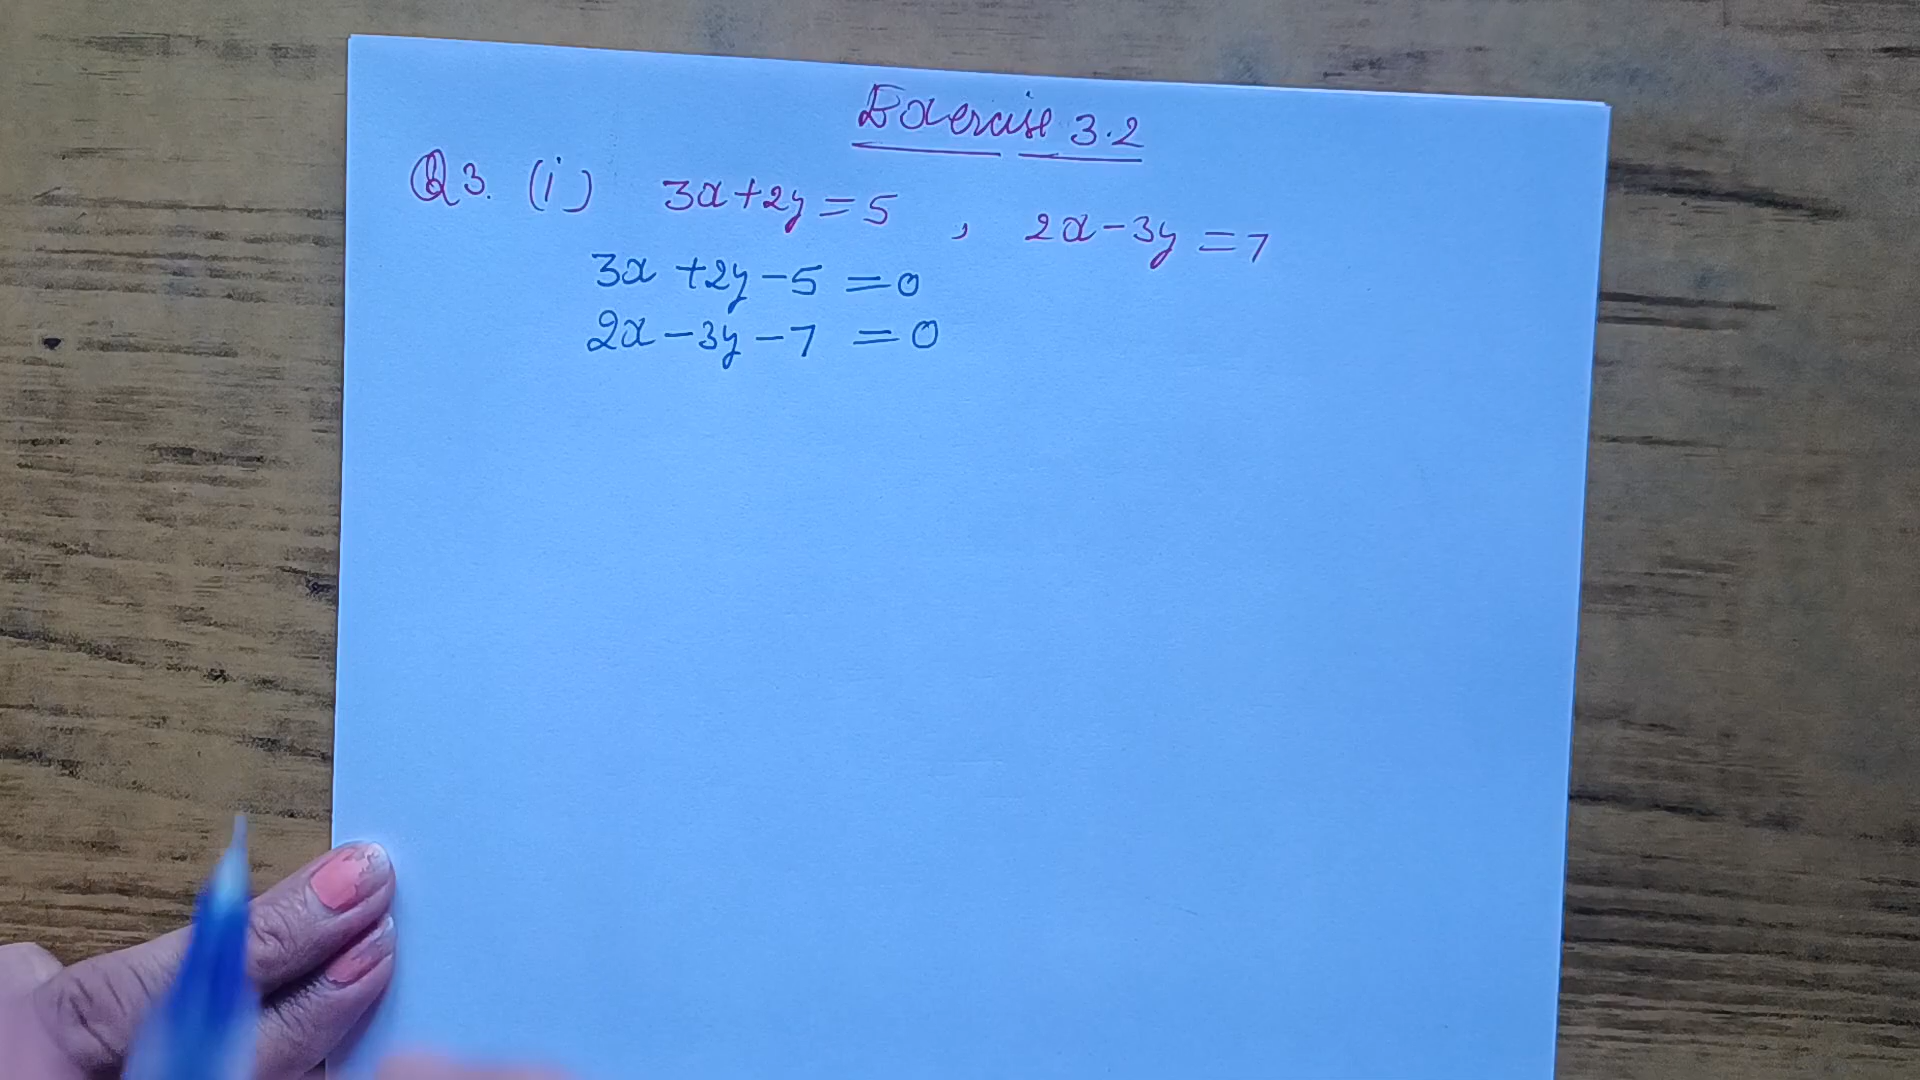 Exercise 3.2
Q3. (i) 3x+2y=5 , 2x-3y=7
3x+2y-5=0
2x-3y-7=0